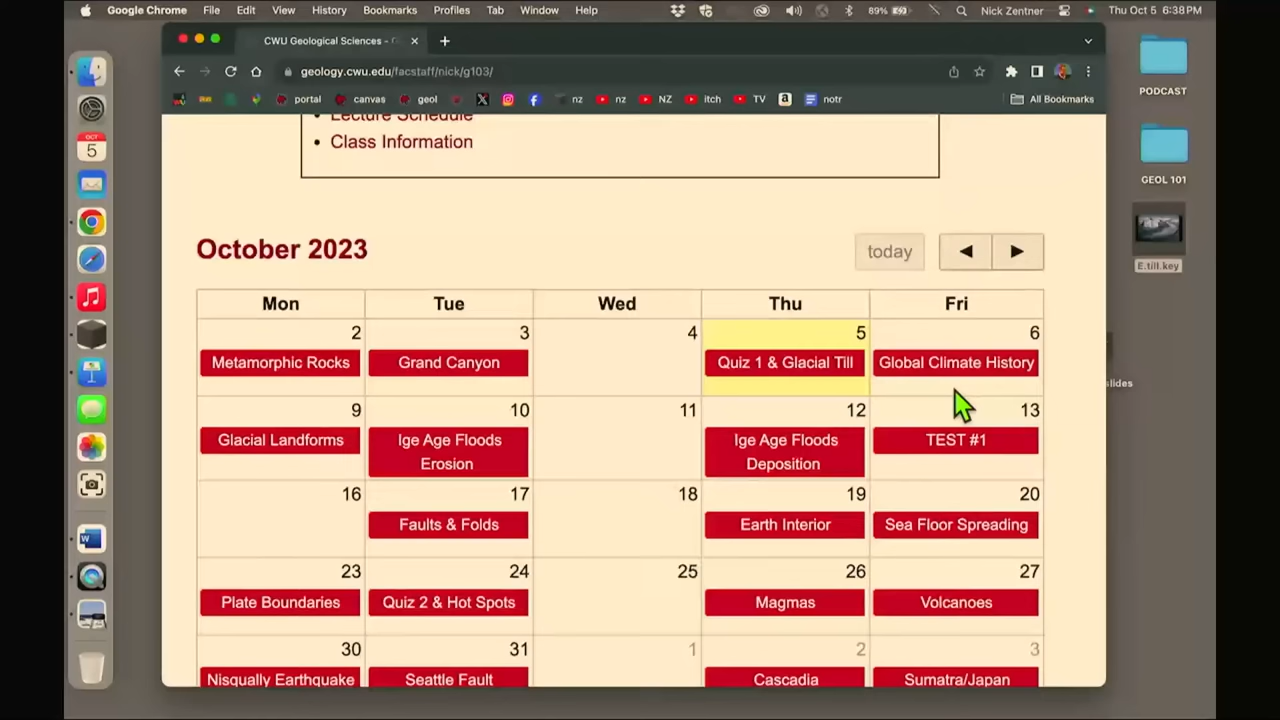 Google Chrome File Edit View History Bookmarks Profiles Tab Window Help 89% Nick Zentner Thu Oct 5 6:38 PM
CWU Geological Sciences -
geology.cwu.edu/facstaff/nick/g103/
portal canvas geol nz nz NZ itch TV notr All Bookmarks
PODCAST
GEOL 101
E.till.key
slides
OCT
5
Lecture Schedule
Class Information
October 2023
today
Mon Tue Wed Thu Fri
2 3 4 5 6
Metamorphic Rocks Grand Canyon Quiz 1 & Glacial Till Global Climate History
9 10 11 12 13
Glacial Landforms Ige Age Floods Ige Age Floods TEST #1
Erosion Deposition
16 17 18 19 20
Faults & Folds Earth Interior Sea Floor Spreading
23 24 25 26 27
Plate Boundaries Quiz 2 & Hot Spots Magmas Volcanoes
30 31 1 2 3
Nisqually Earthquake Seattle Fault Cascadia Sumatra/Japan